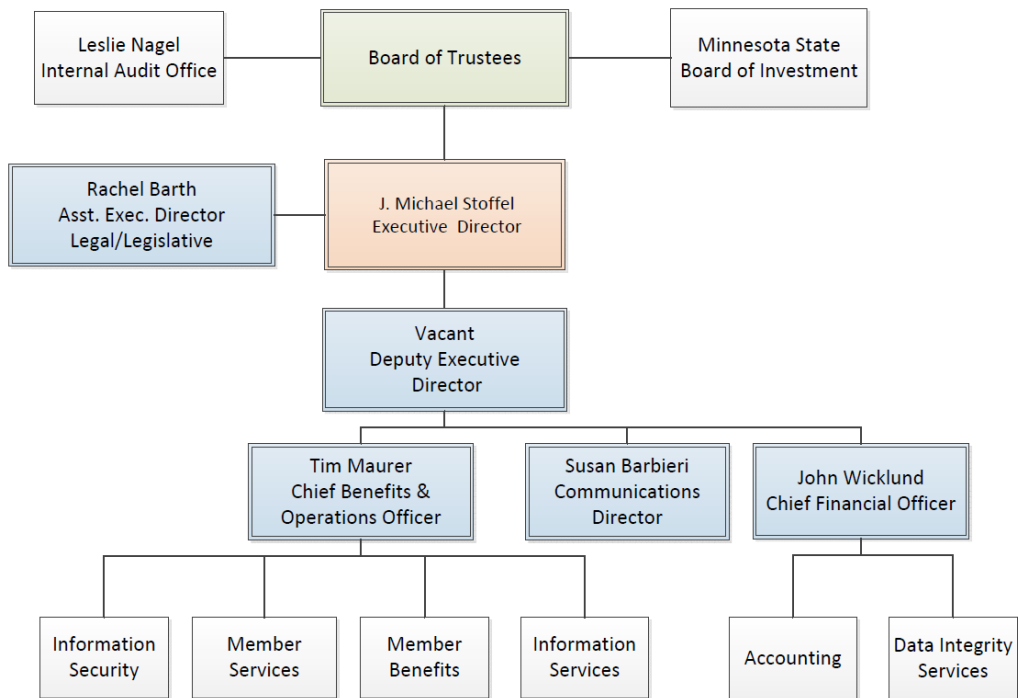 Leslie Nagel
Internal Audit Office
Board of Trustees
Minnesota State
Board of Investment
Rachel Barth
Asst. Exec. Director
Legal/Legislative
J. Michael Stoffel
Executive Director
Vacant
Deputy Executive
Director
Tim Maurer
Chief Benefits &
Operations Officer
Susan Barbieri
Communications
Director
John Wicklund
Chief Financial Officer
Information
Security
Member
Services
Member
Benefits
Information
Services
Accounting
Data Integrity
Services